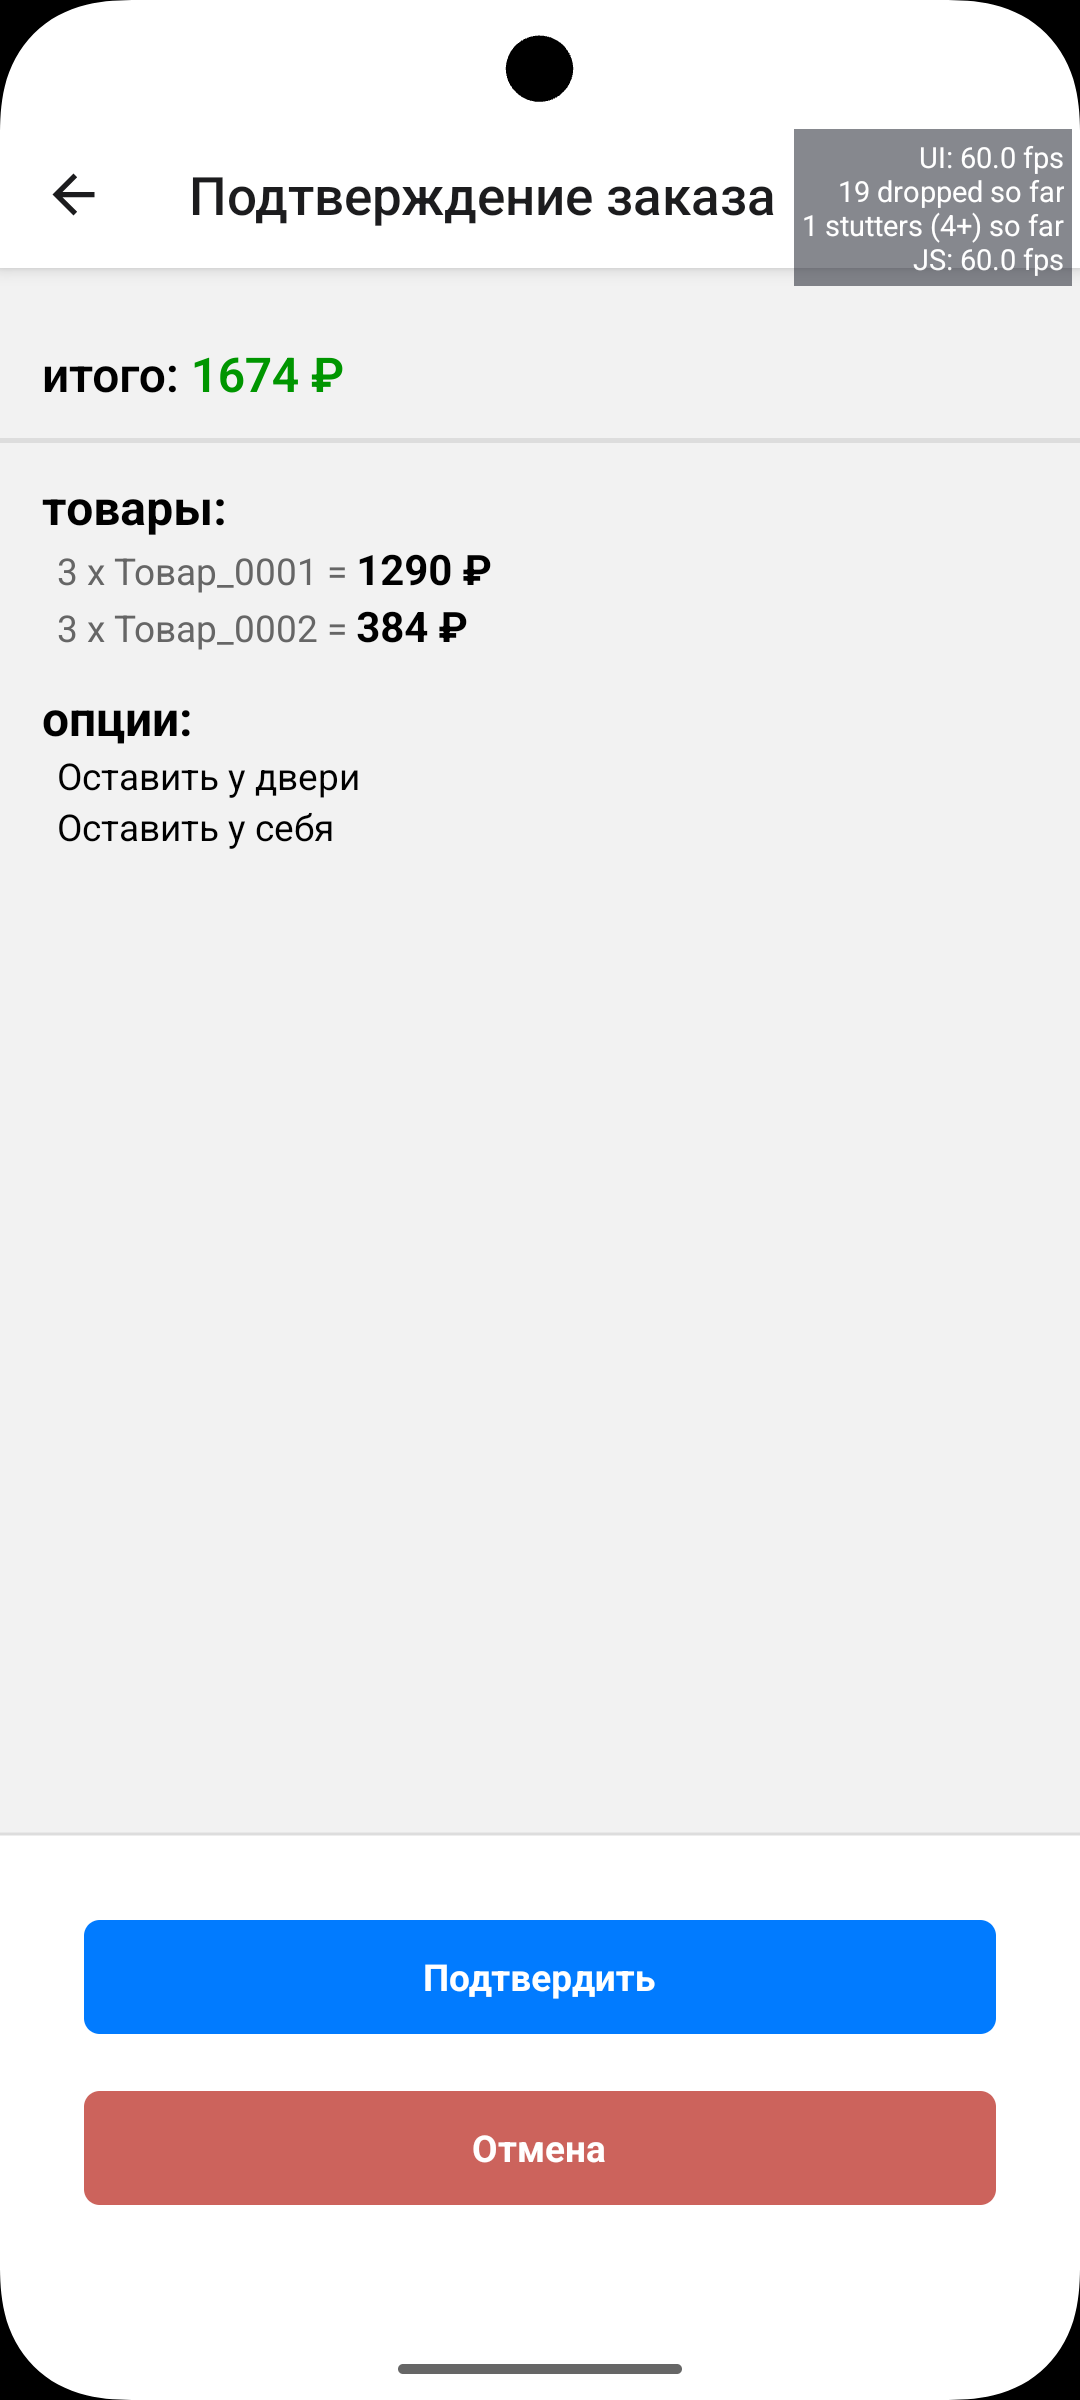 UI: 60.0 fps
19 dropped so far
1 stutters (4+) so far
JS: 60.0 fps
Подтверждение заказа
итого: 1674 ₽
товары:
3 x Товар_0001 = 1290 ₽
3 x Товар_0002 = 384 ₽
опции:
Оставить у двери
Оставить у себя
Подтвердить
Отмена